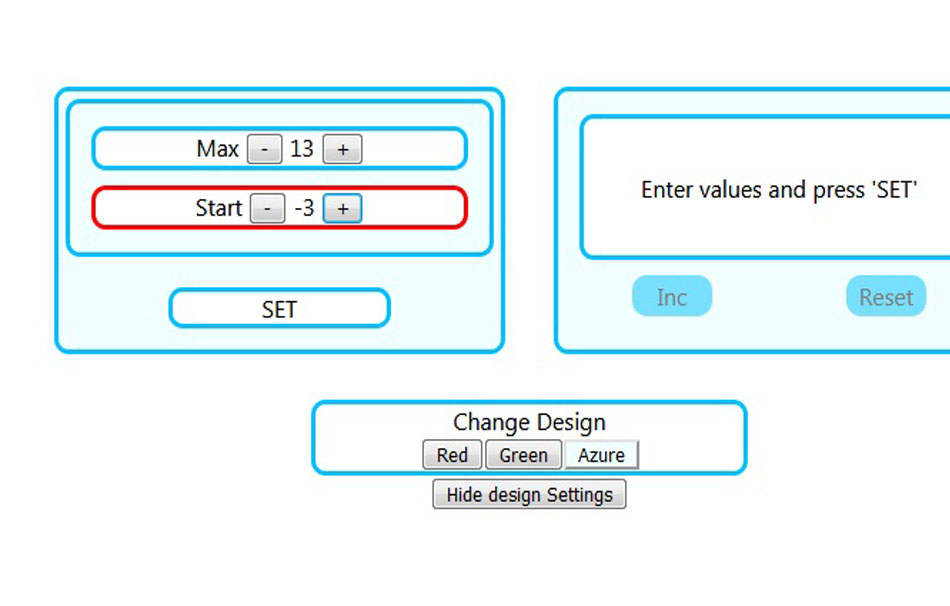 Max - 13 +
Start - -3 +
SET
Enter values and press 'SET'
Inc Reset
Change Design
Red Green Azure
Hide design Settings